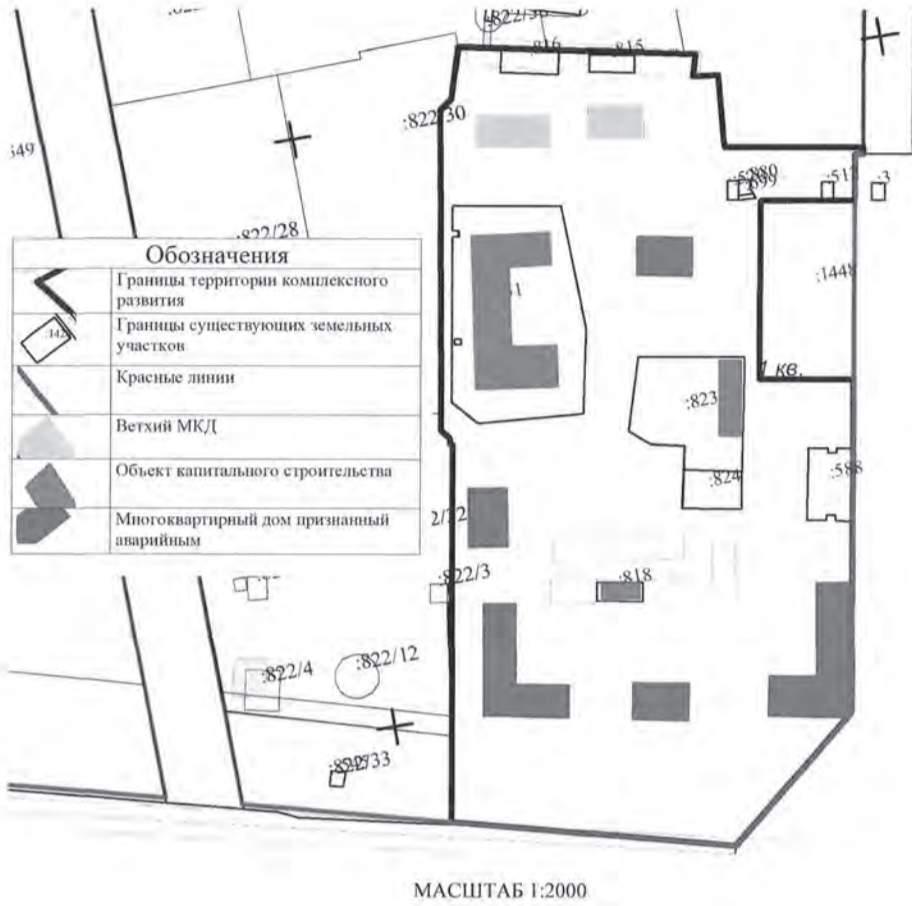 :822/30
:816
:815
:822/30
:549
:517
:3
:822/28
Обозначения
Границы территории комплексного
развития
Границы существующих земельных
участков
Красные линии
Ветхий МКД
Объект капитального строительства
Многоквартирный дом признанный
аварийным
:1448
1 кв.
:823
:824
:588
:822/3
:818
:822/4
:822/12
МАСШТАБ 1:2000